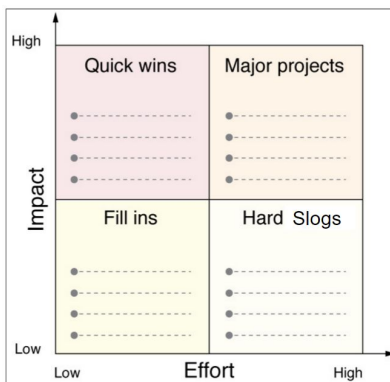 High
Quick wins
Major projects
Impact
Fill ins
Hard Slogs
Low
Low
Effort
High